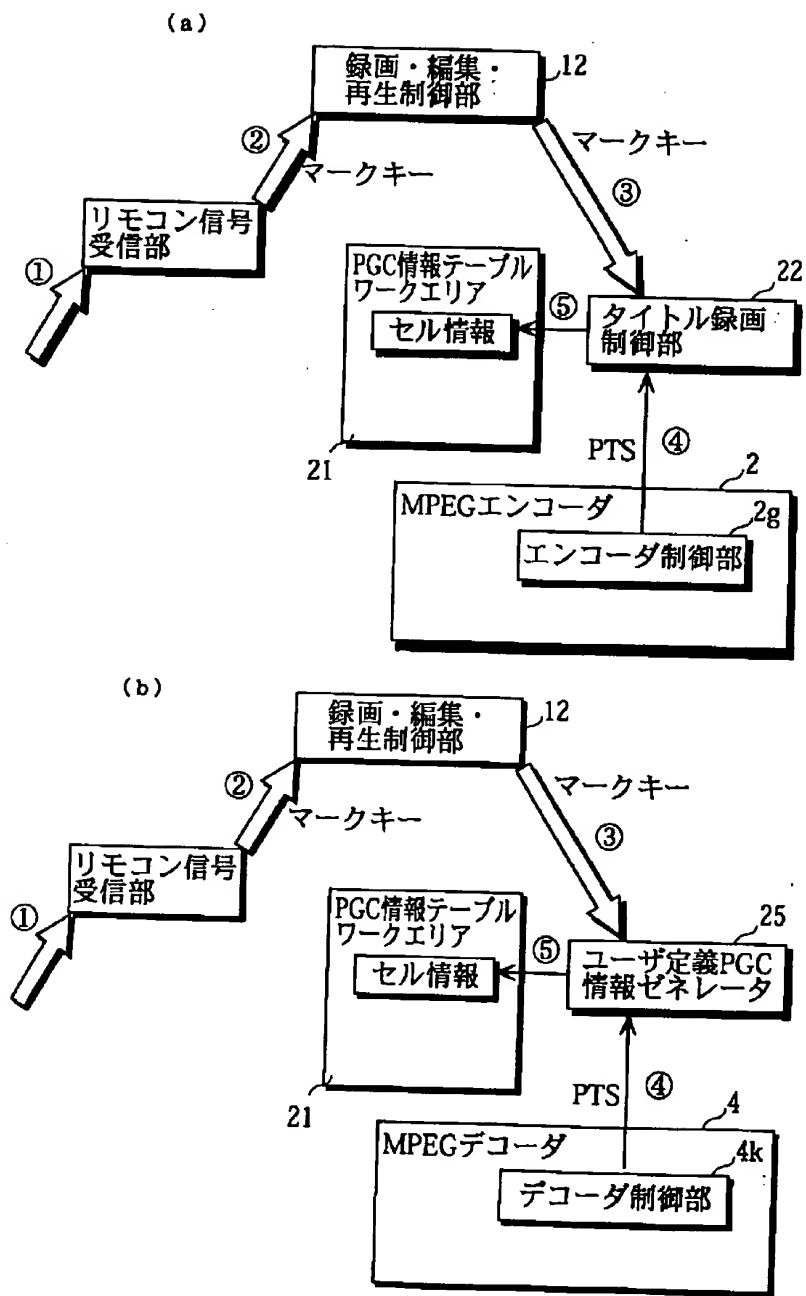 (a)
録画・編集・
再生制御部
12
②
マークキー
マークキー
③
リモコン信号
受信部
①
PGC情報テーブル
ワークエリア
セル情報
21
⑤
22
タイトル録画
制御部
PTS
④
2
MPEGエンコーダ
2g
エンコーダ制御部
(b)
録画・編集・
再生制御部
12
②
マークキー
マークキー
③
リモコン信号
受信部
①
PGC情報テーブル
ワークエリア
セル情報
21
⑤
25
ユーザ定義PGC
情報ゼネレータ
PTS
④
4
MPEGデコーダ
4k
デコーダ制御部